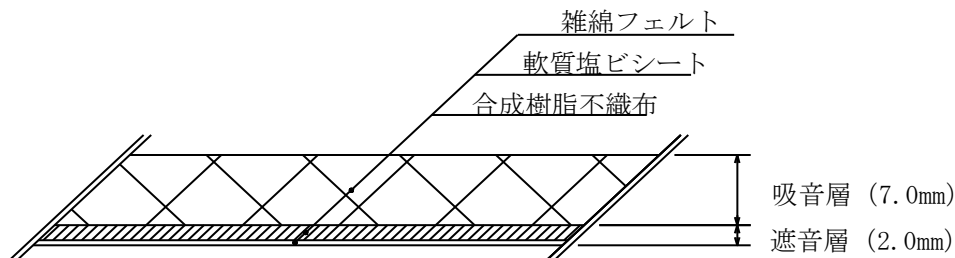 雑綿フェルト
軟質塩ビシート
合成樹脂不織布
吸音層 (7.0mm)
遮音層 (2.0mm)